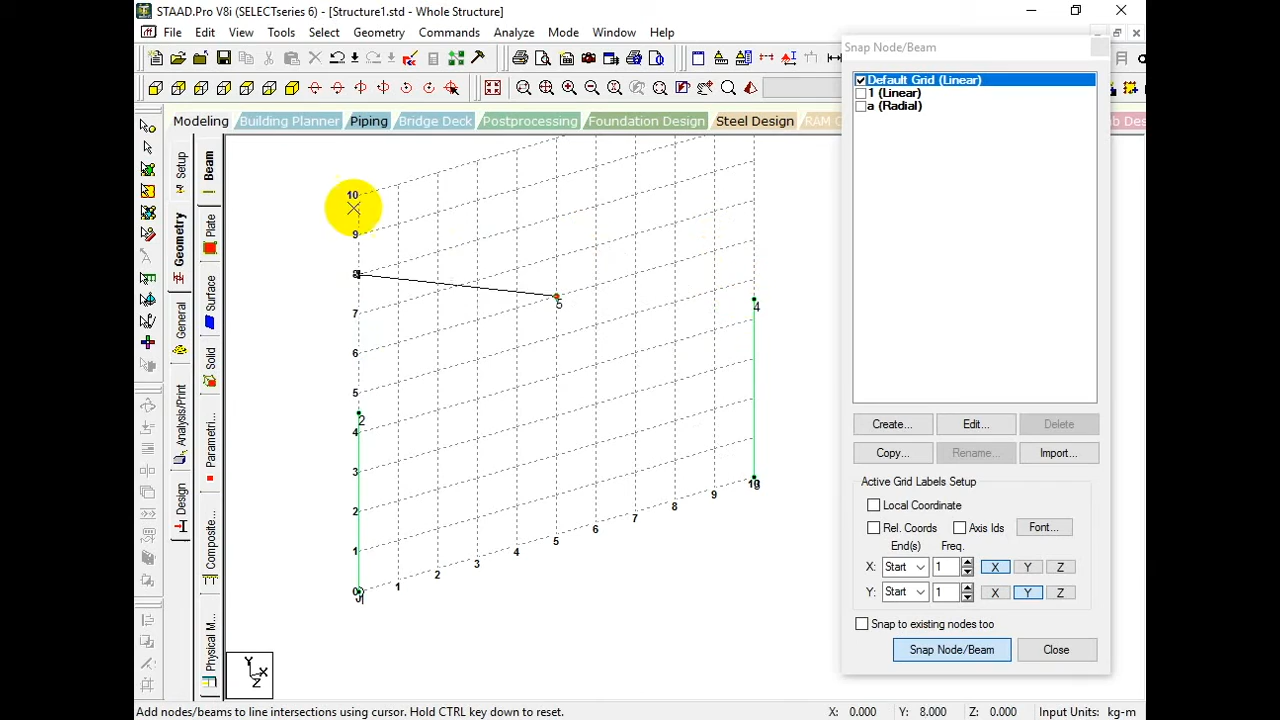 STAAD.Pro V8i (SELECTseries 6) - [Structure1.std - Whole Structure]
File Edit View Tools Select Geometry Commands Analyze Mode Window Help
Modeling Building Planner Piping Bridge Deck Postprocessing Foundation Design Steel Design RAM C
Setup
Geometry
General
Analysis/Print
Design
Beam
Plate
Surface
Solid
Parametri...
Composite...
Physical M...
10
9
7
6
5
2
4
3
2
1
0
1
2
3
4
5
6
7
8
9
5
4
Y
X
Z
Snap Node/Beam
Default Grid (Linear)
1 (Linear)
a (Radial)
Create... Edit... Delete
Copy... Rename... Import...
Active Grid Labels Setup
Local Coordinate
Rel. Coords Axis Ids Font...
End(s) Freq.
X: Start 1 X Y Z
Y: Start 1 X Y Z
Snap to existing nodes too
Snap Node/Beam Close
Add nodes/beams to line intersections using cursor. Hold CTRL key down to reset. X: 0.000 Y: 8.000 Z: 0.000 Input Units: kg-m